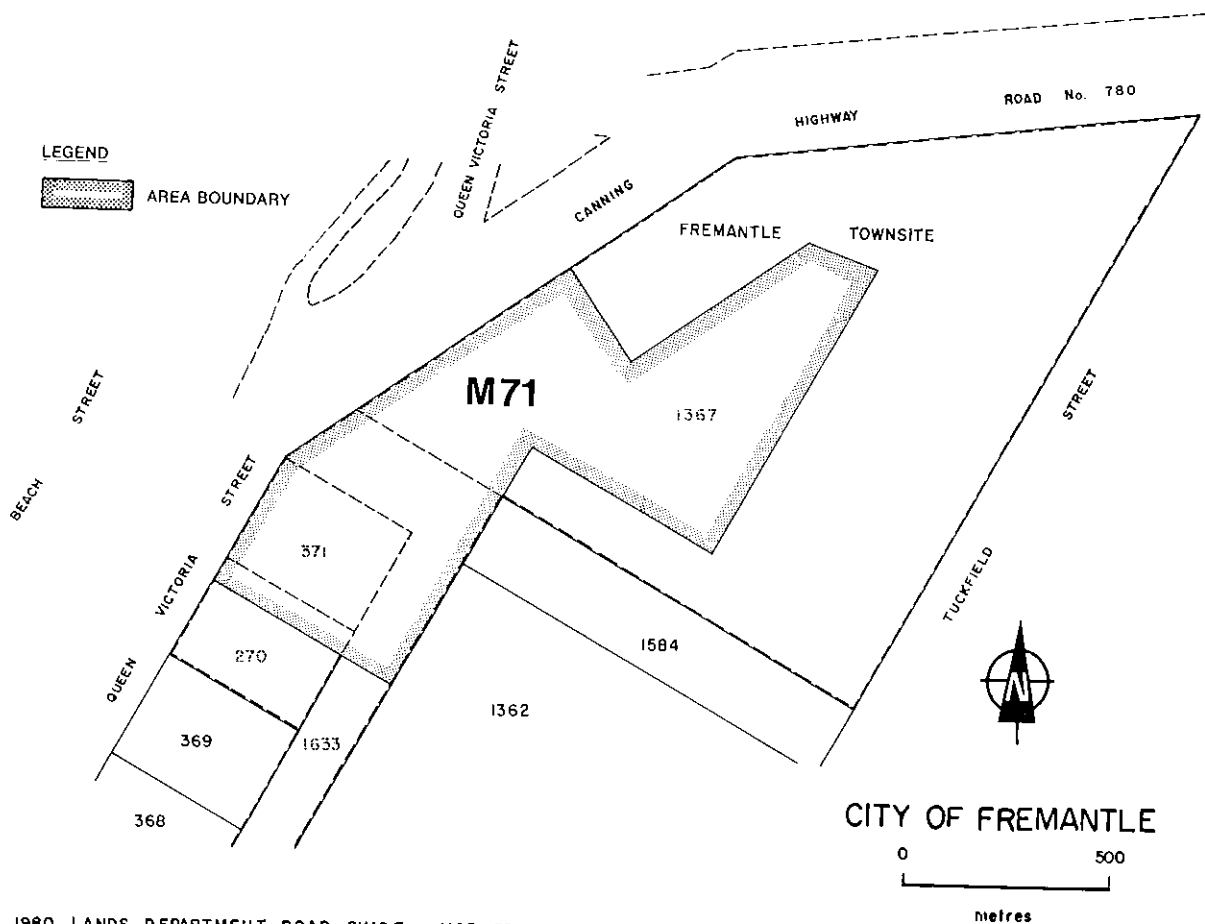 QUEEN VICTORIA STREET
HIGHWAY
ROAD No. 780
LEGEND
AREA BOUNDARY
CANNING
FREMANTLE TOWNSITE
M71
1367
BEACH STREET
QUEEN VICTORIA STREET
TUCKFIELD STREET
371
270
1584
N
1362
369
1633
368
CITY OF FREMANTLE
0 500
metres
1980 LANDS DEPARTMENT ROAD